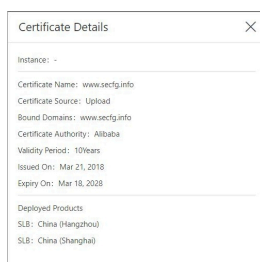 Certificate Details
Instance: -
Certificate Name: www.secfg.info
Certificate Source: Upload
Bound Domains: www.secfg.info
Certificate Authority: Alibaba
Validity Period: 10Years
Issued On: Mar 21, 2018
Expiry On: Mar 18, 2028
Deployed Products
SLB: China (Hangzhou)
SLB: China (Shanghai)